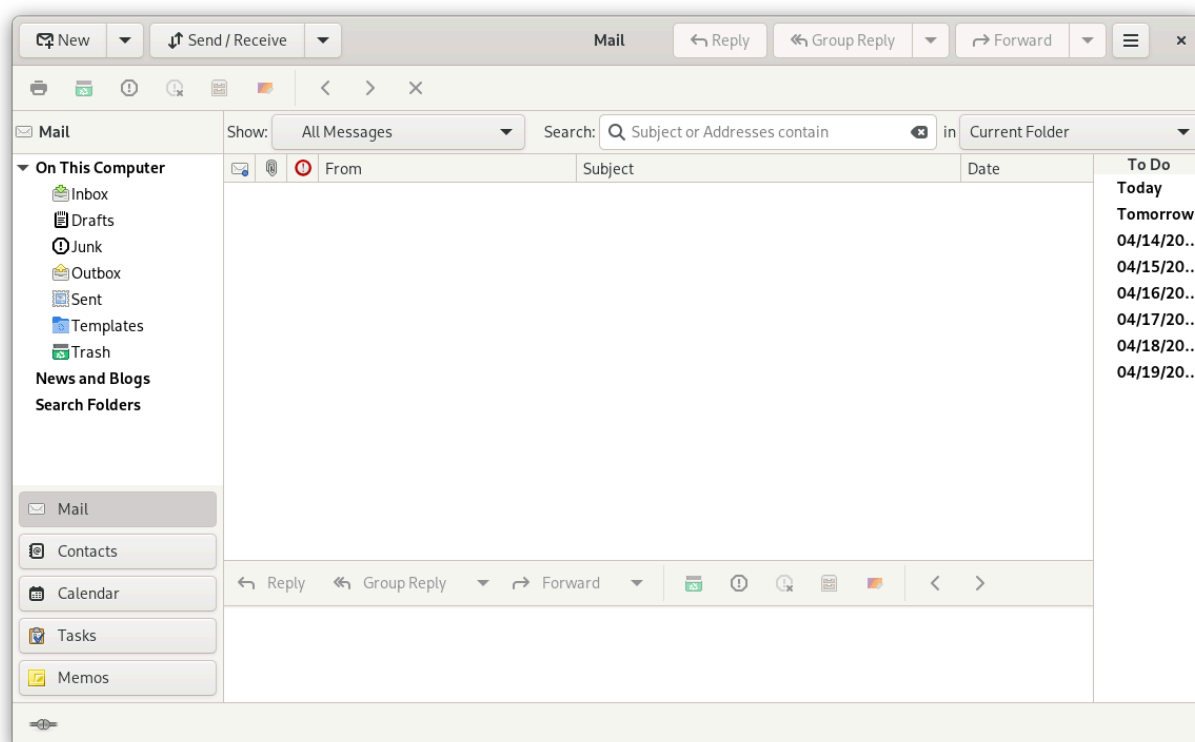 New Send / Receive Mail Reply Group Reply Forward
Mail Show: All Messages Search: Subject or Addresses contain in Current Folder
On This Computer From Subject Date To Do
Inbox
Drafts
Junk
Outbox
Sent
Templates
Trash
News and Blogs
Search Folders
Today
Tomorrow
04/14/20..
04/15/20..
04/16/20..
04/17/20..
04/18/20..
04/19/20..
Mail
Contacts
Calendar
Tasks
Memos
Reply Group Reply Forward